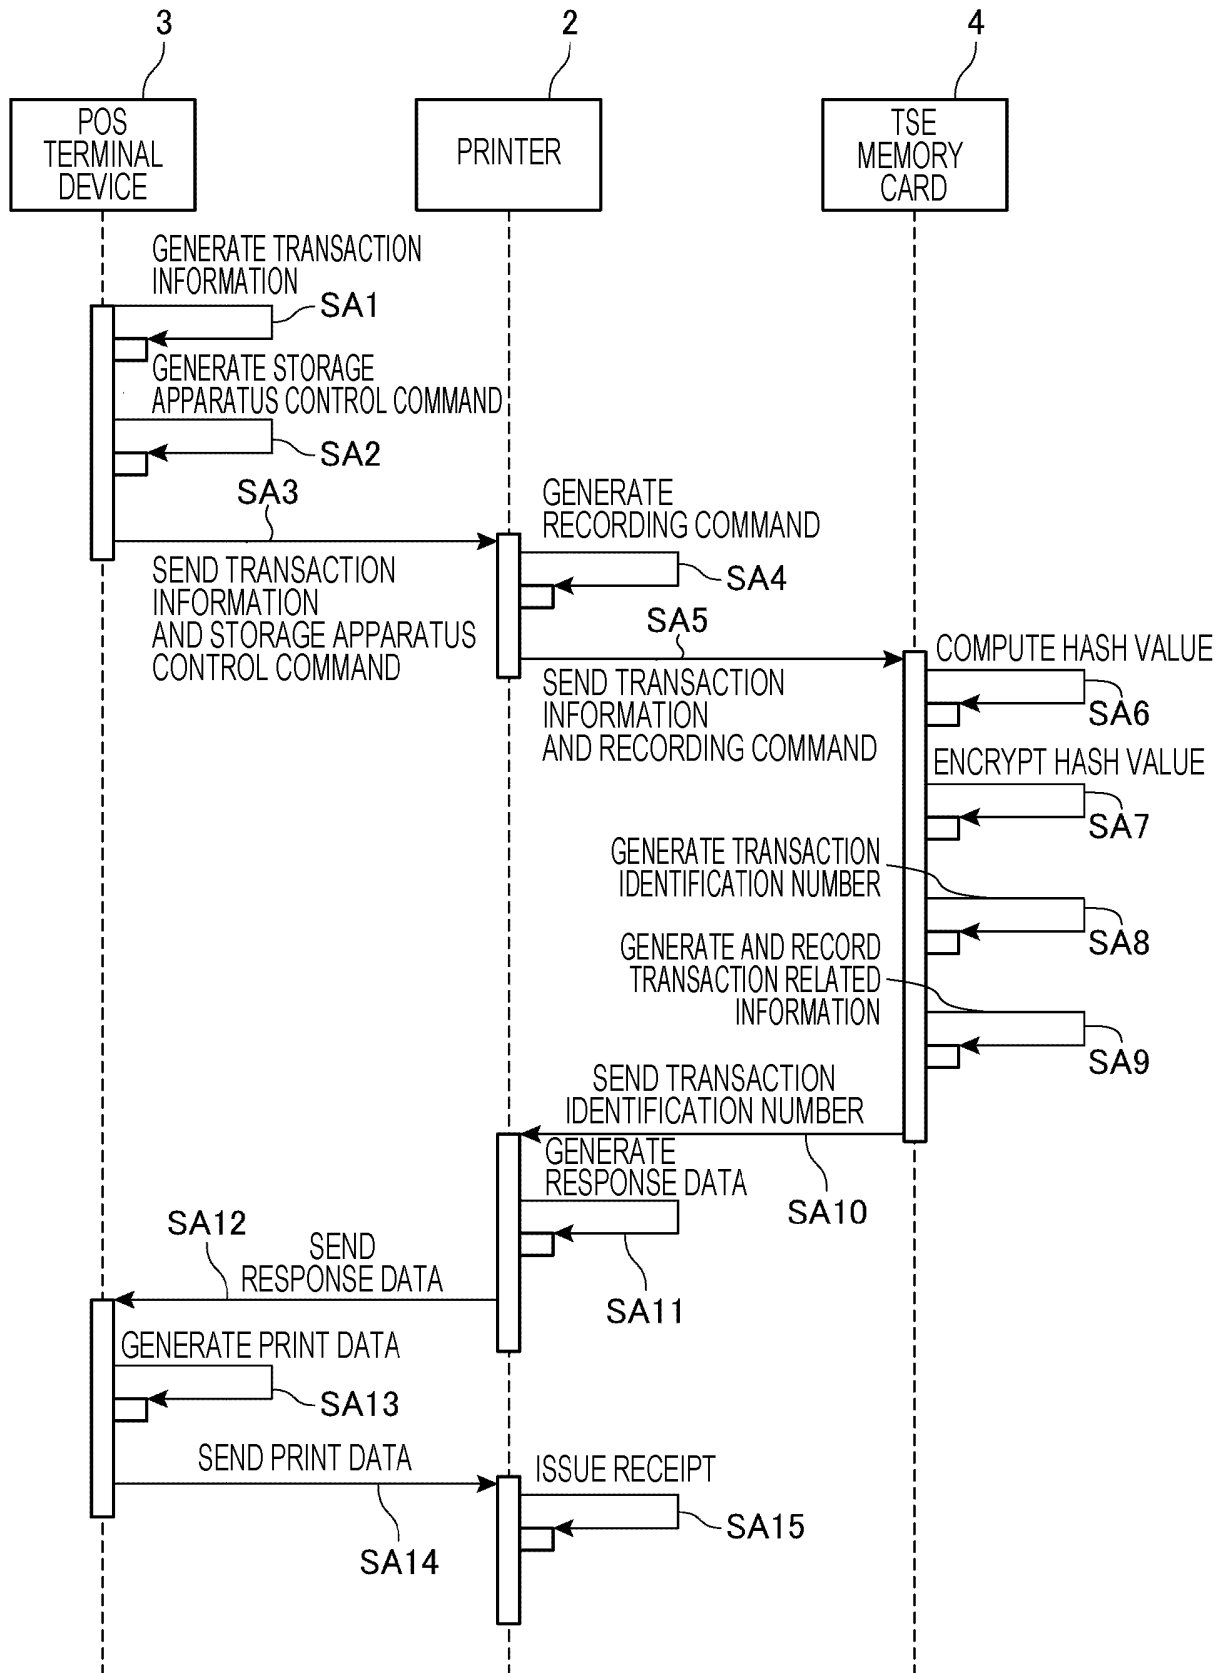 3
2
4
POS
TERMINAL
DEVICE
PRINTER
TSE
MEMORY
CARD
GENERATE TRANSACTION
INFORMATION
SA1
GENERATE STORAGE
APPARATUS CONTROL COMMAND
SA2
SA3
SEND TRANSACTION
INFORMATION
AND STORAGE APPARATUS
CONTROL COMMAND
GENERATE
RECORDING COMMAND
SA4
SA5
SEND TRANSACTION
INFORMATION
AND RECORDING COMMAND
COMPUTE HASH VALUE
SA6
ENCRYPT HASH VALUE
SA7
GENERATE TRANSACTION
IDENTIFICATION NUMBER
SA8
GENERATE AND RECORD
TRANSACTION RELATED
INFORMATION
SA9
SEND TRANSACTION
IDENTIFICATION NUMBER
SA10
GENERATE
RESPONSE DATA
SA11
SA12
SEND
RESPONSE DATA
GENERATE PRINT DATA
SA13
SEND PRINT DATA
SA14
ISSUE RECEIPT
SA15